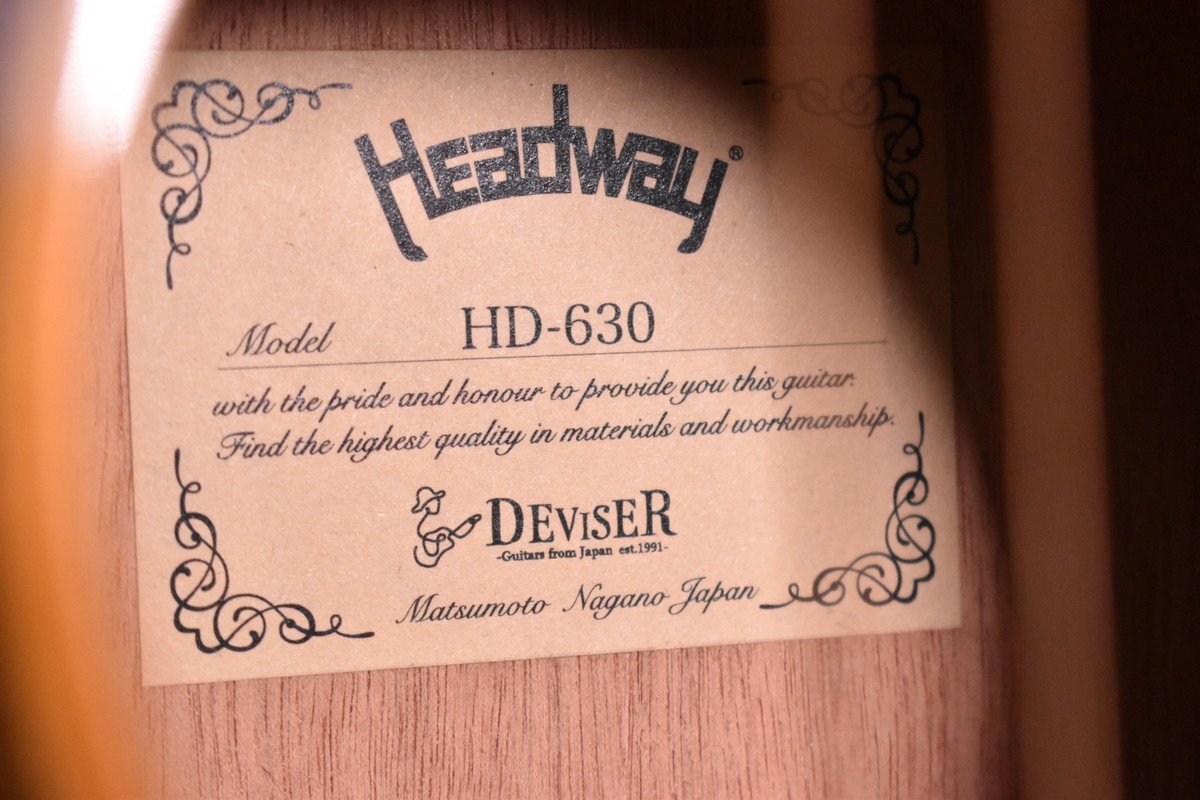 Headway®
Model HD-630
with the pride and honour to provide you this guitar.
Find the highest quality in materials and workmanship.
DEVISER
-Guitars from Japan est.1991-
Matsumoto Nagano Japan